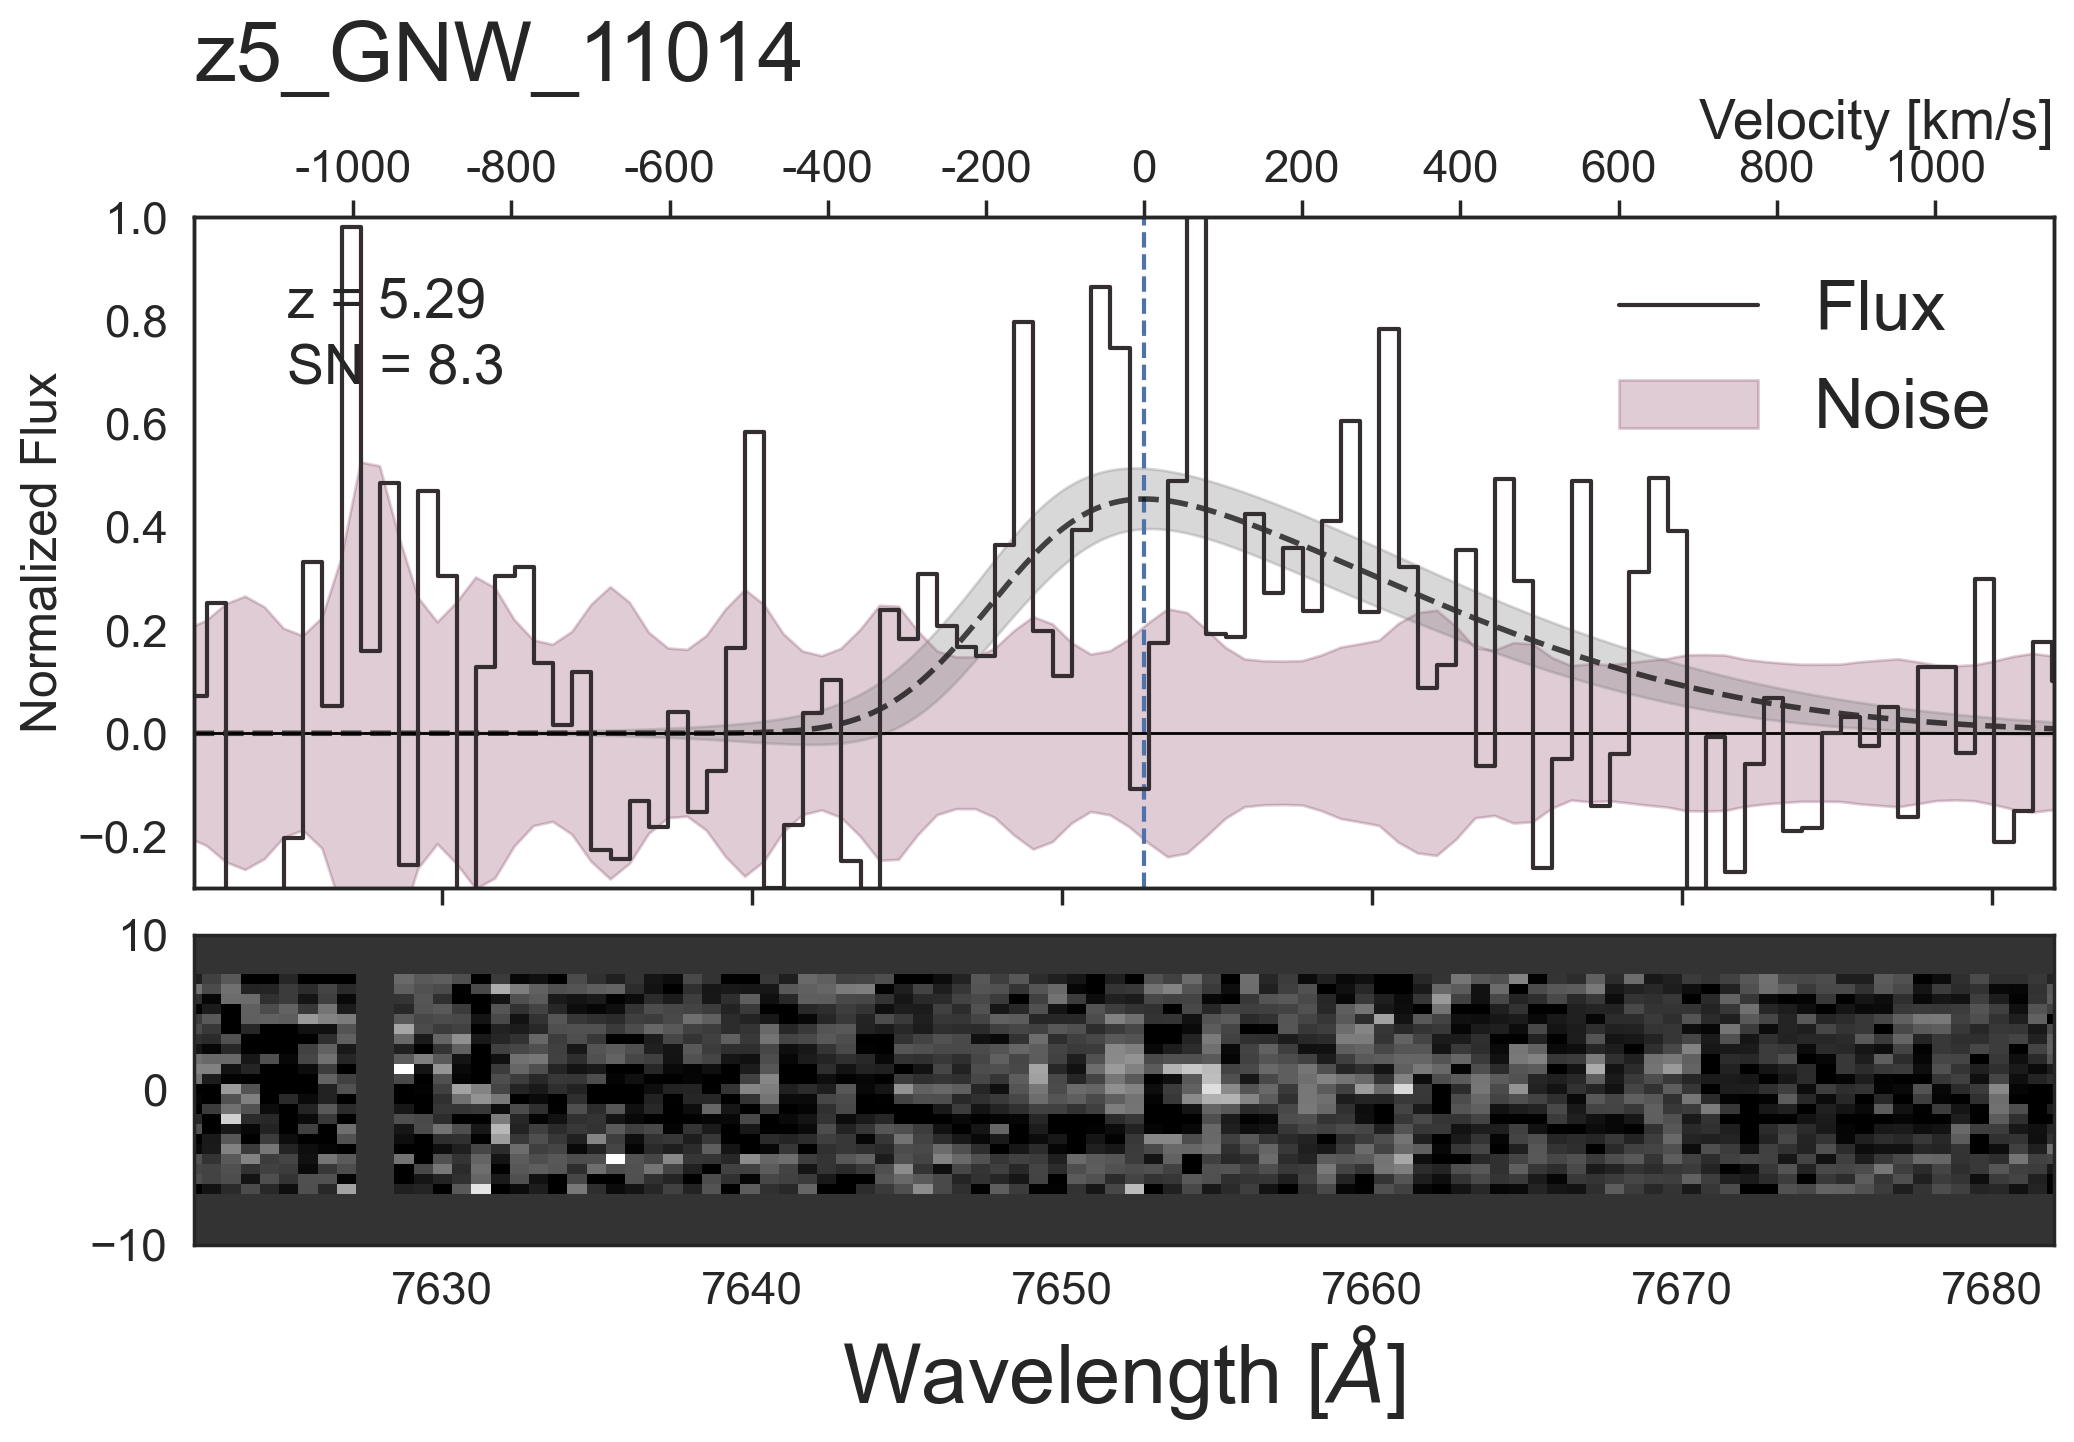 z5_GNW_11014
Velocity [km/s]
-1000 -800 -600 -400 -200 0 200 400 600 800 1000
1.0
0.8
0.6
0.4
0.2
0.0
−0.2
Normalized Flux
z = 5.29
SN = 8.3
Flux
Noise
10
0
−10
7630 7640 7650 7660 7670 7680
Wavelength [Å]